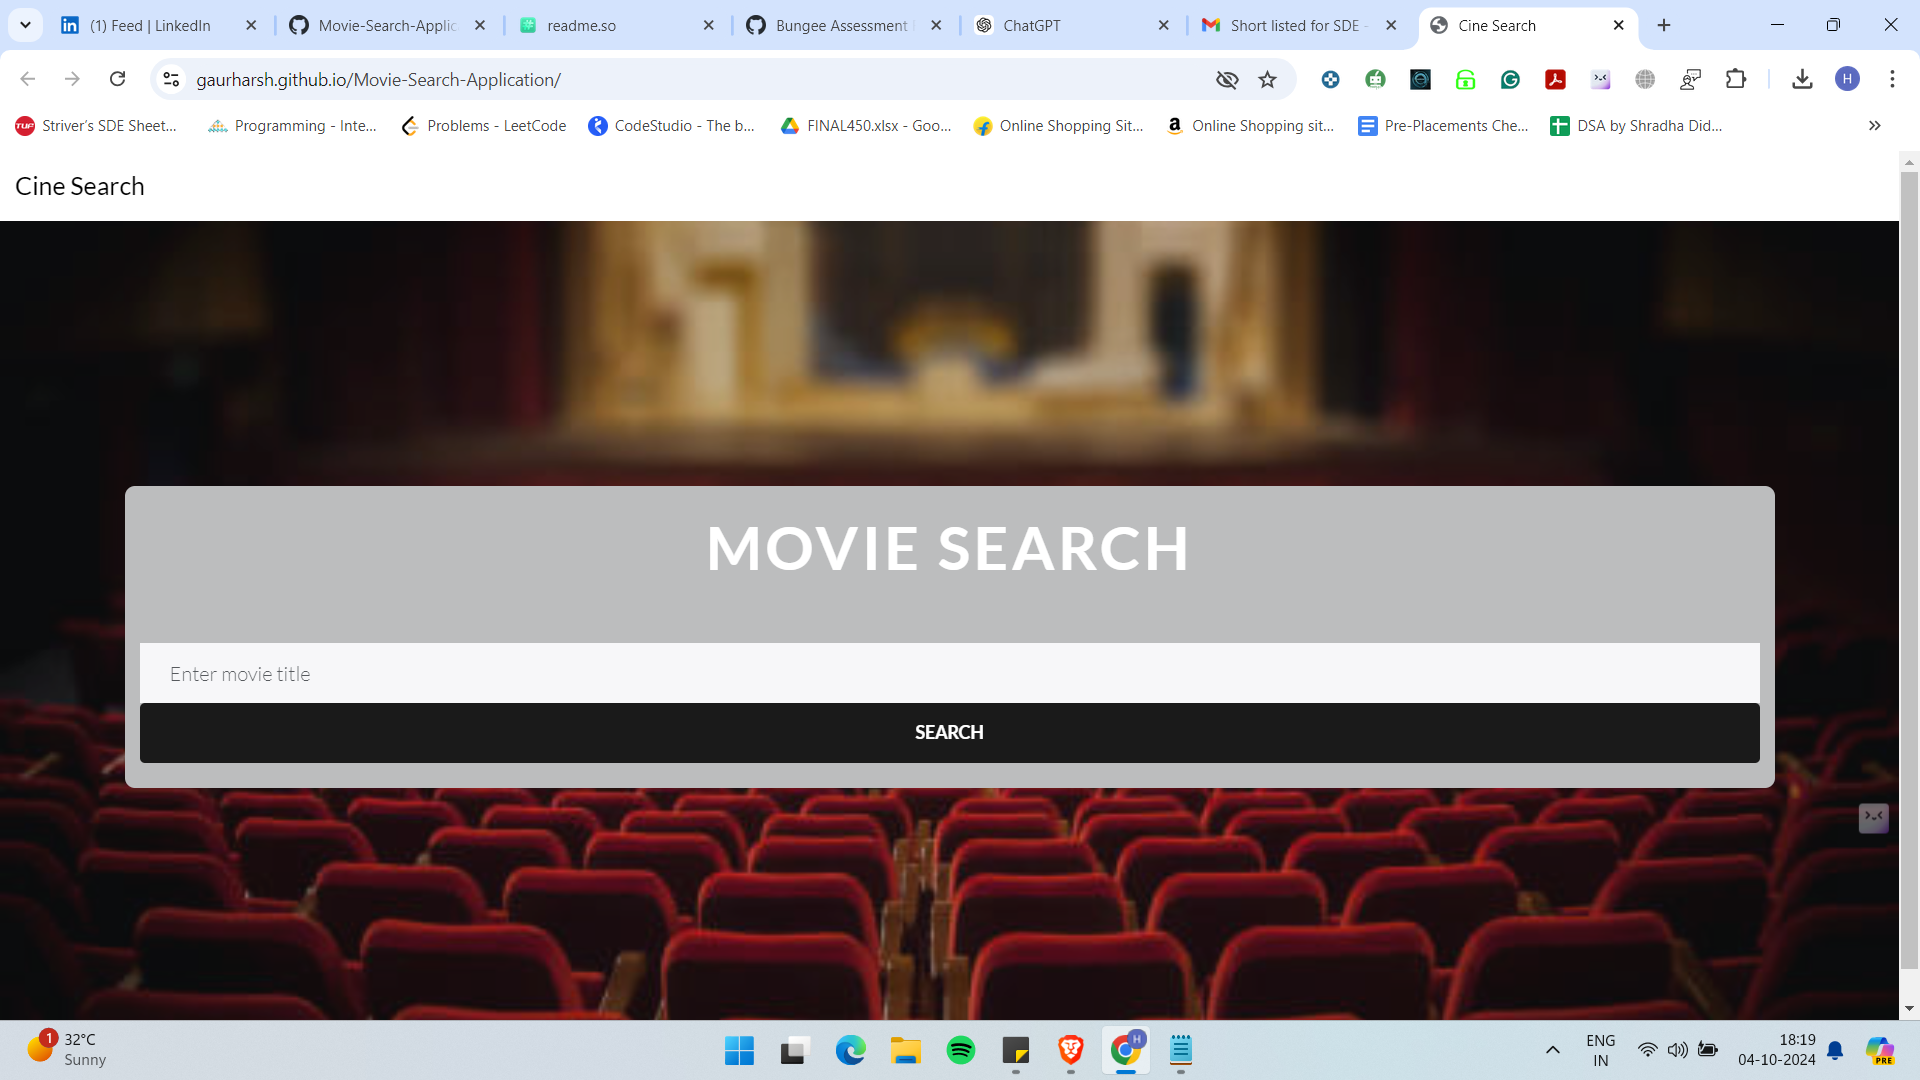 (1) Feed | LinkedIn
Movie-Search-Applic
readme.so
Bungee Assessment
ChatGPT
Short listed for SDE -
Cine Search
gaurharsh.github.io/Movie-Search-Application/
H
TUF
Striver’s SDE Sheet...
Programming - Inte...
Problems - LeetCode
CodeStudio - The b...
FINAL450.xlsx - Goo...
Online Shopping Sit...
Online Shopping sit...
Pre-Placements Che...
DSA by Shradha Did...
Cine Search
MOVIE SEARCH
Enter movie title
SEARCH
1
32°C
Sunny
H
ENG
IN
18:19
04-10-2024
PRE